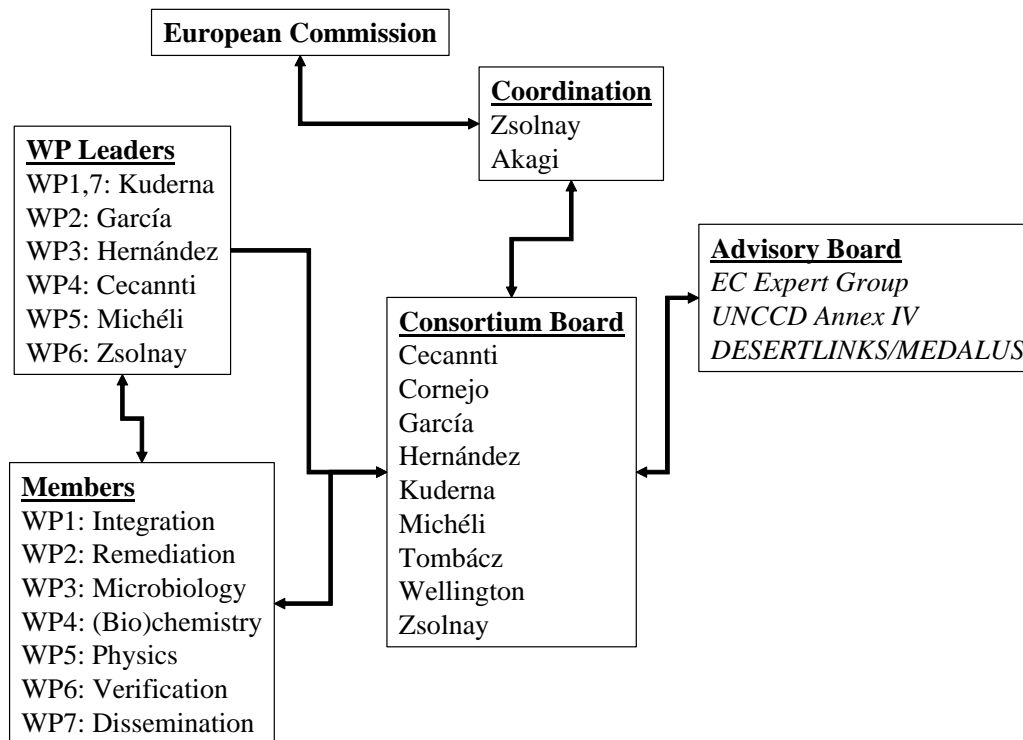 European Commission
Coordination
Zsolnay
Akagi
WP Leaders
WP1,7: Kuderna
WP2: García
WP3: Hernández
WP4: Cecannti
WP5: Michéli
WP6: Zsolnay
Advisory Board
EC Expert Group
UNCCD Annex IV
DESERTLINKS/MEDALUS
Consortium Board
Cecannti
Cornejo
García
Hernández
Kuderna
Michéli
Tombácz
Wellington
Zsolnay
Members
WP1: Integration
WP2: Remediation
WP3: Microbiology
WP4: (Bio)chemistry
WP5: Physics
WP6: Verification
WP7: Dissemination